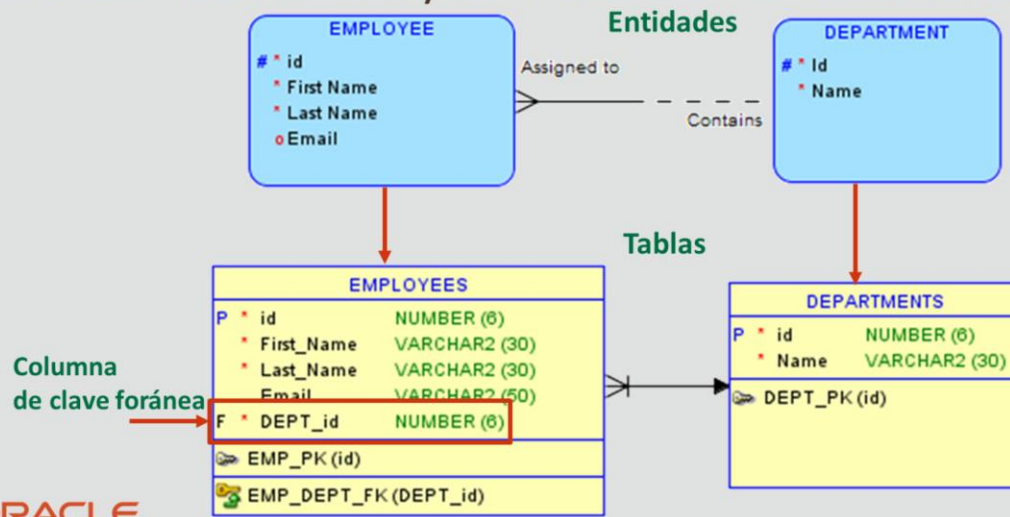 Entidades
EMPLOYEE
# * id
* First Name
* Last Name
o Email
Assigned to
Contains
DEPARTMENT
# * Id
* Name
Tablas
EMPLOYEES
P * id NUMBER (6)
* First_Name VARCHAR2 (30)
* Last_Name VARCHAR2 (30)
Email VARCHAR2 (50)
F * DEPT_id NUMBER (6)
EMP_PK (id)
EMP_DEPT_FK (DEPT_id)
DEPARTMENTS
P * id NUMBER (6)
* Name VARCHAR2 (30)
DEPT_PK (id)
Columna
de clave foránea